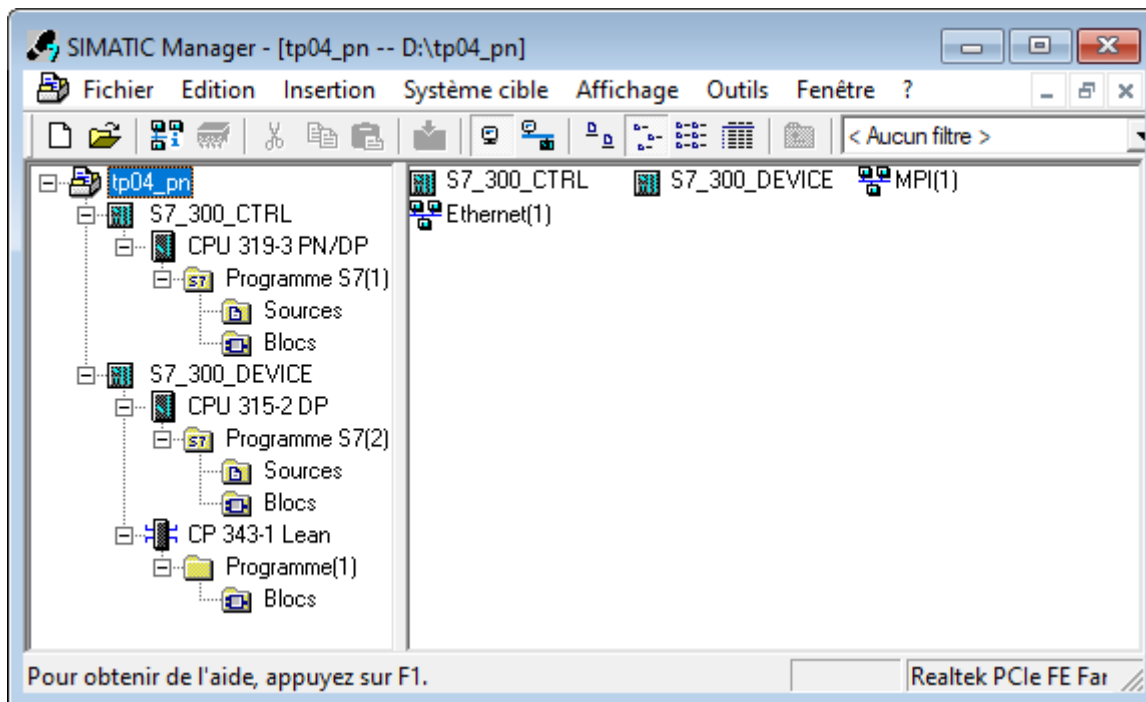 SIMATIC Manager - [tp04_pn -- D:\tp04_pn]
Fichier Edition Insertion Système cible Affichage Outils Fenêtre ?
< Aucun filtre >
tp04_pn
S7_300_CTRL
CPU 319-3 PN/DP
Programme S7(1)
Sources
Blocs
S7_300_DEVICE
CPU 315-2 DP
Programme S7(2)
Sources
Blocs
CP 343-1 Lean
Programme(1)
Blocs
S7_300_CTRL S7_300_DEVICE MPI(1)
Ethernet(1)
Pour obtenir de l'aide, appuyez sur F1.
Realtek PCIe FE Far